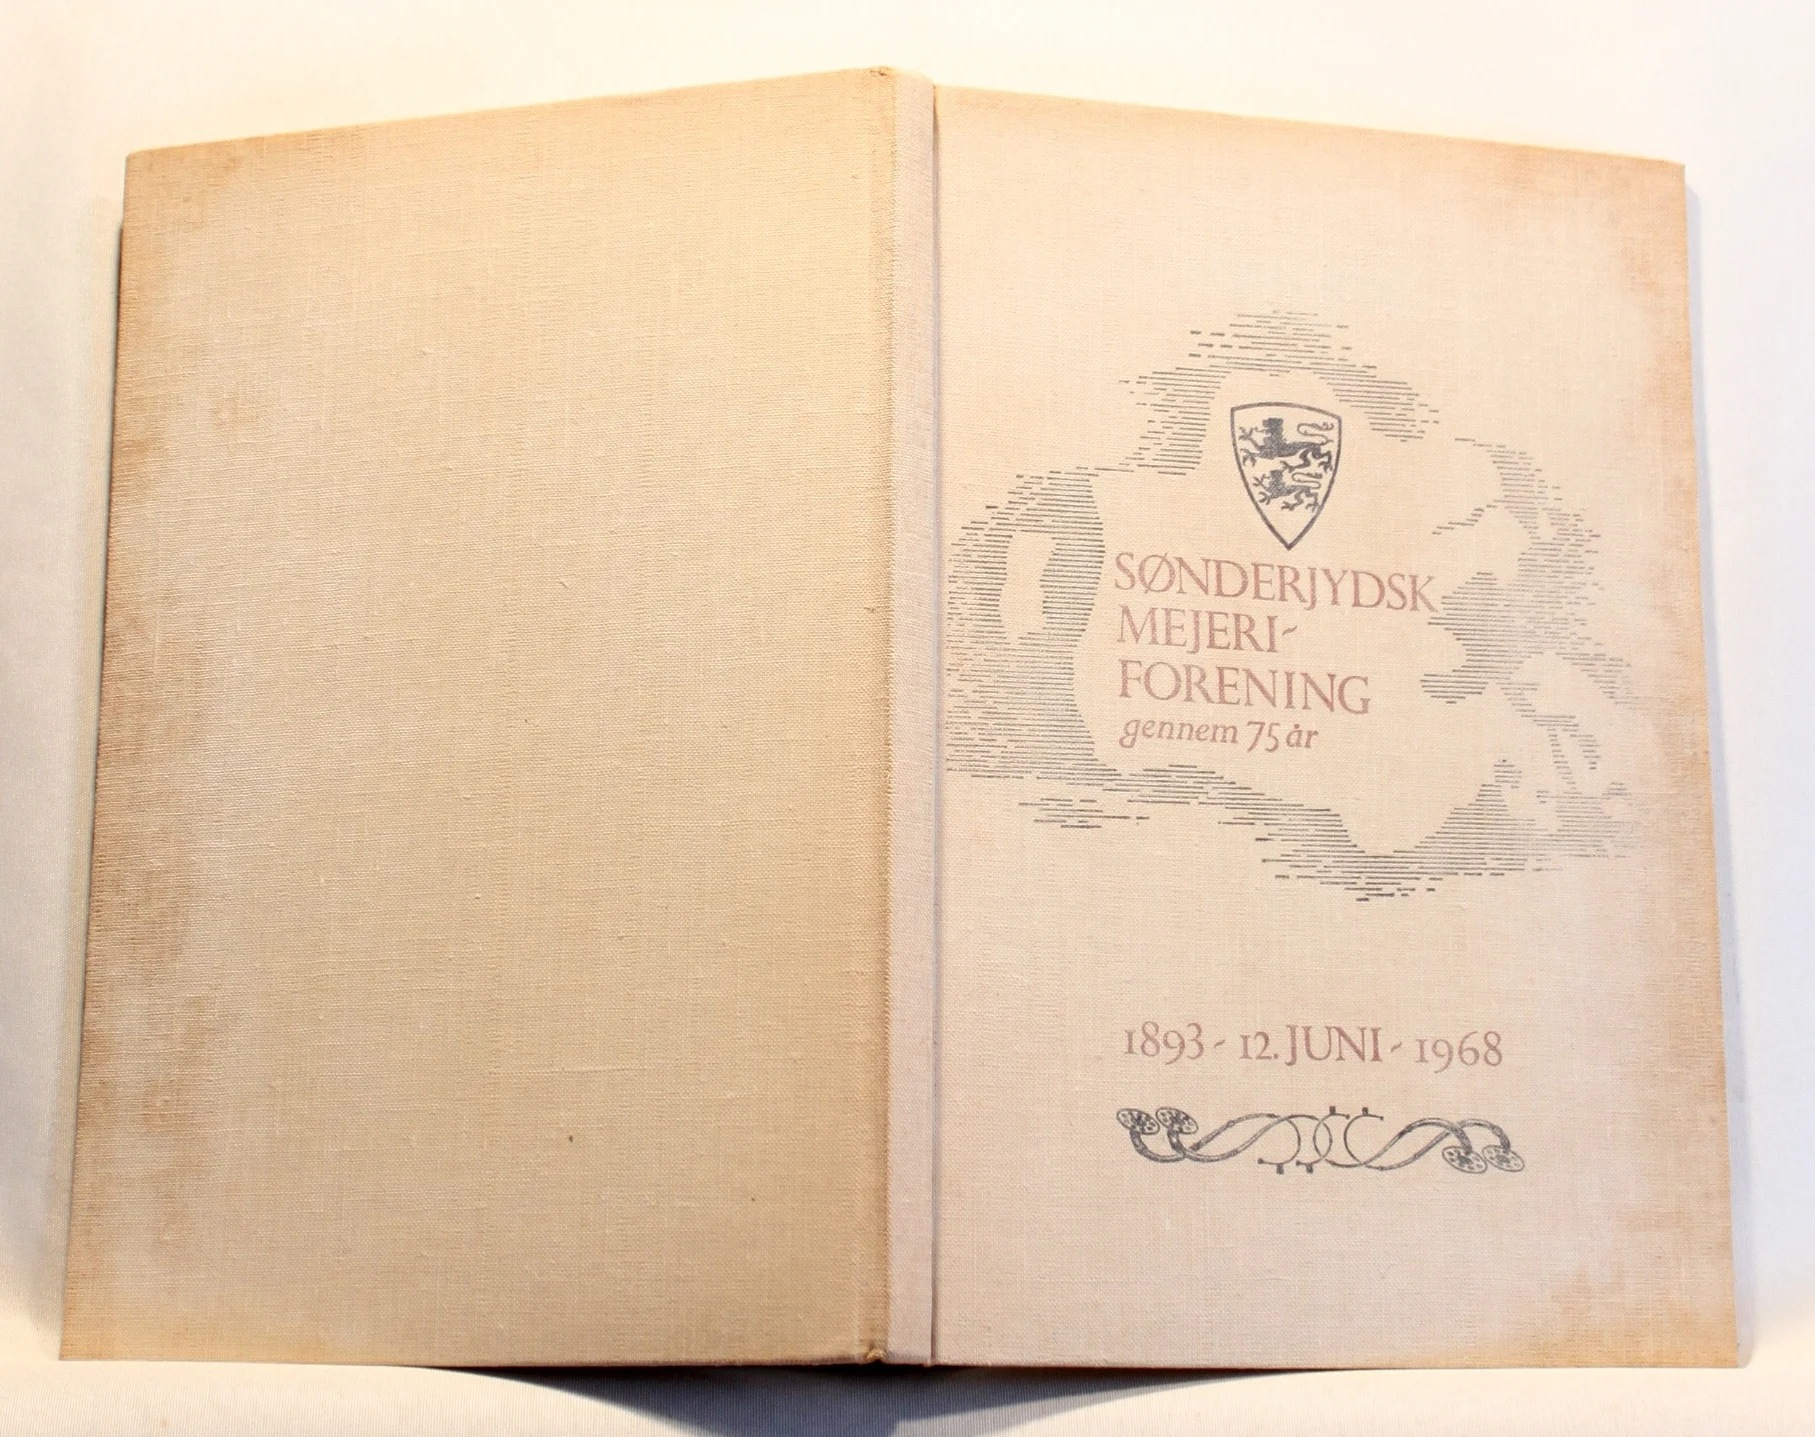 SØNDERJYDSK
MEJERI-
FORENING
gennem 75 år
1893 - 12. JUNI - 1968